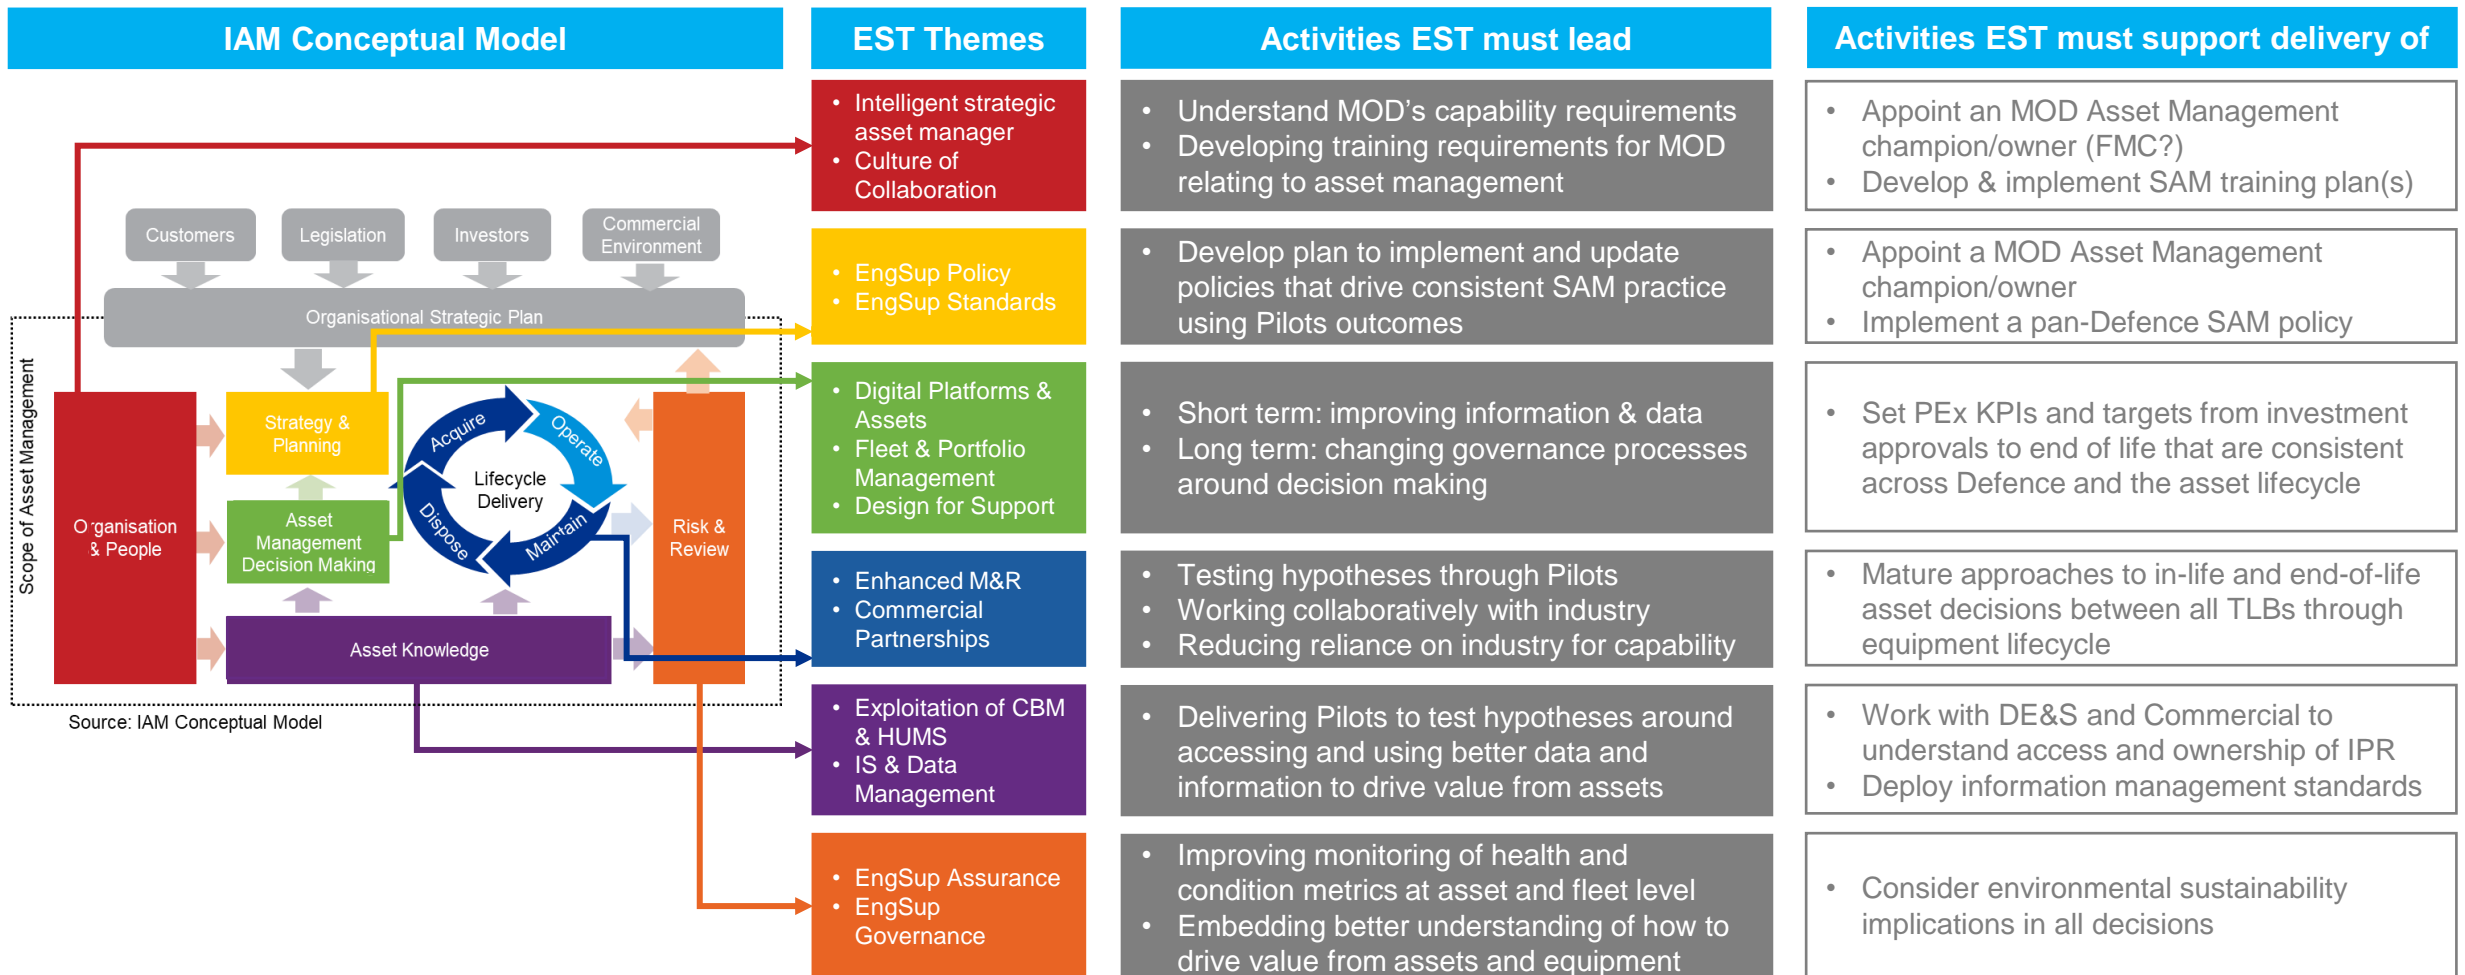 IAM Conceptual Model
EST Themes
Activities EST must lead
Activities EST must support delivery of
Customers
Legislation
Investors
Commercial
Environment
Organisational Strategic Plan
Scope of Asset Management
Organisation
& People
Strategy &
Planning
Asset
Management
Decision Making
Acquire
Operate
Maintain
Dispose
Lifecycle
Delivery
Risk &
Review
Asset Knowledge
Source: IAM Conceptual Model
• Intelligent strategic
asset manager
• Culture of
Collaboration
• Understand MOD's capability requirements
• Developing training requirements for MOD
relating to asset management
• Appoint an MOD Asset Management
champion/owner (FMC?)
• Develop & implement SAM training plan(s)
• EngSup Policy
• EngSup Standards
• Develop plan to implement and update
policies that drive consistent SAM practice
using Pilots outcomes
• Appoint a MOD Asset Management
champion/owner
• Implement a pan-Defence SAM policy
• Digital Platforms &
Assets
• Fleet & Portfolio
Management
• Design for Support
• Short term: improving information & data
• Long term: changing governance processes
around decision making
• Set PEx KPIs and targets from investment
approvals to end of life that are consistent
across Defence and the asset lifecycle
• Enhanced M&R
• Commercial
Partnerships
• Testing hypotheses through Pilots
• Working collaboratively with industry
• Reducing reliance on industry for capability
• Mature approaches to in-life and end-of-life
asset decisions between all TLBs through
equipment lifecycle
• Exploitation of CBM
& HUMS
• IS & Data
Management
• Delivering Pilots to test hypotheses around
accessing and using better data and
information to drive value from assets
• Work with DE&S and Commercial to
understand access and ownership of IPR
• Deploy information management standards
• EngSup Assurance
• EngSup
Governance
• Improving monitoring of health and
condition metrics at asset and fleet level
• Embedding better understanding of how to
drive value from assets and equipment
• Consider environmental sustainability
implications in all decisions